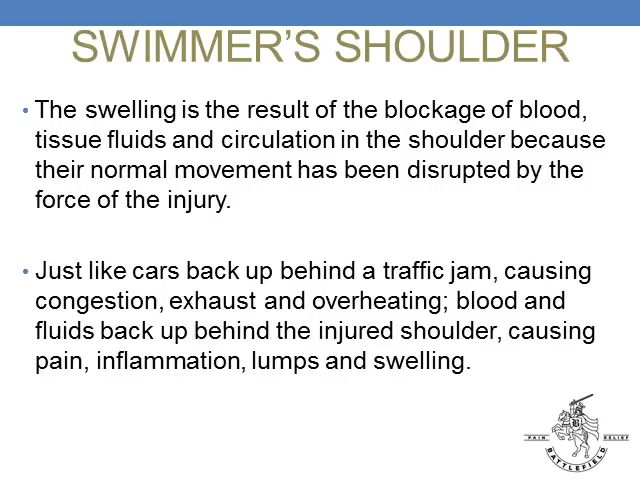 SWIMMER’S SHOULDER
• The swelling is the result of the blockage of blood,
tissue fluids and circulation in the shoulder because
their normal movement has been disrupted by the
force of the injury.
• Just like cars back up behind a traffic jam, causing
congestion, exhaust and overheating; blood and
fluids back up behind the injured shoulder, causing
pain, inflammation, lumps and swelling.
B
PAIN RELIEF
BATTLEFIELD